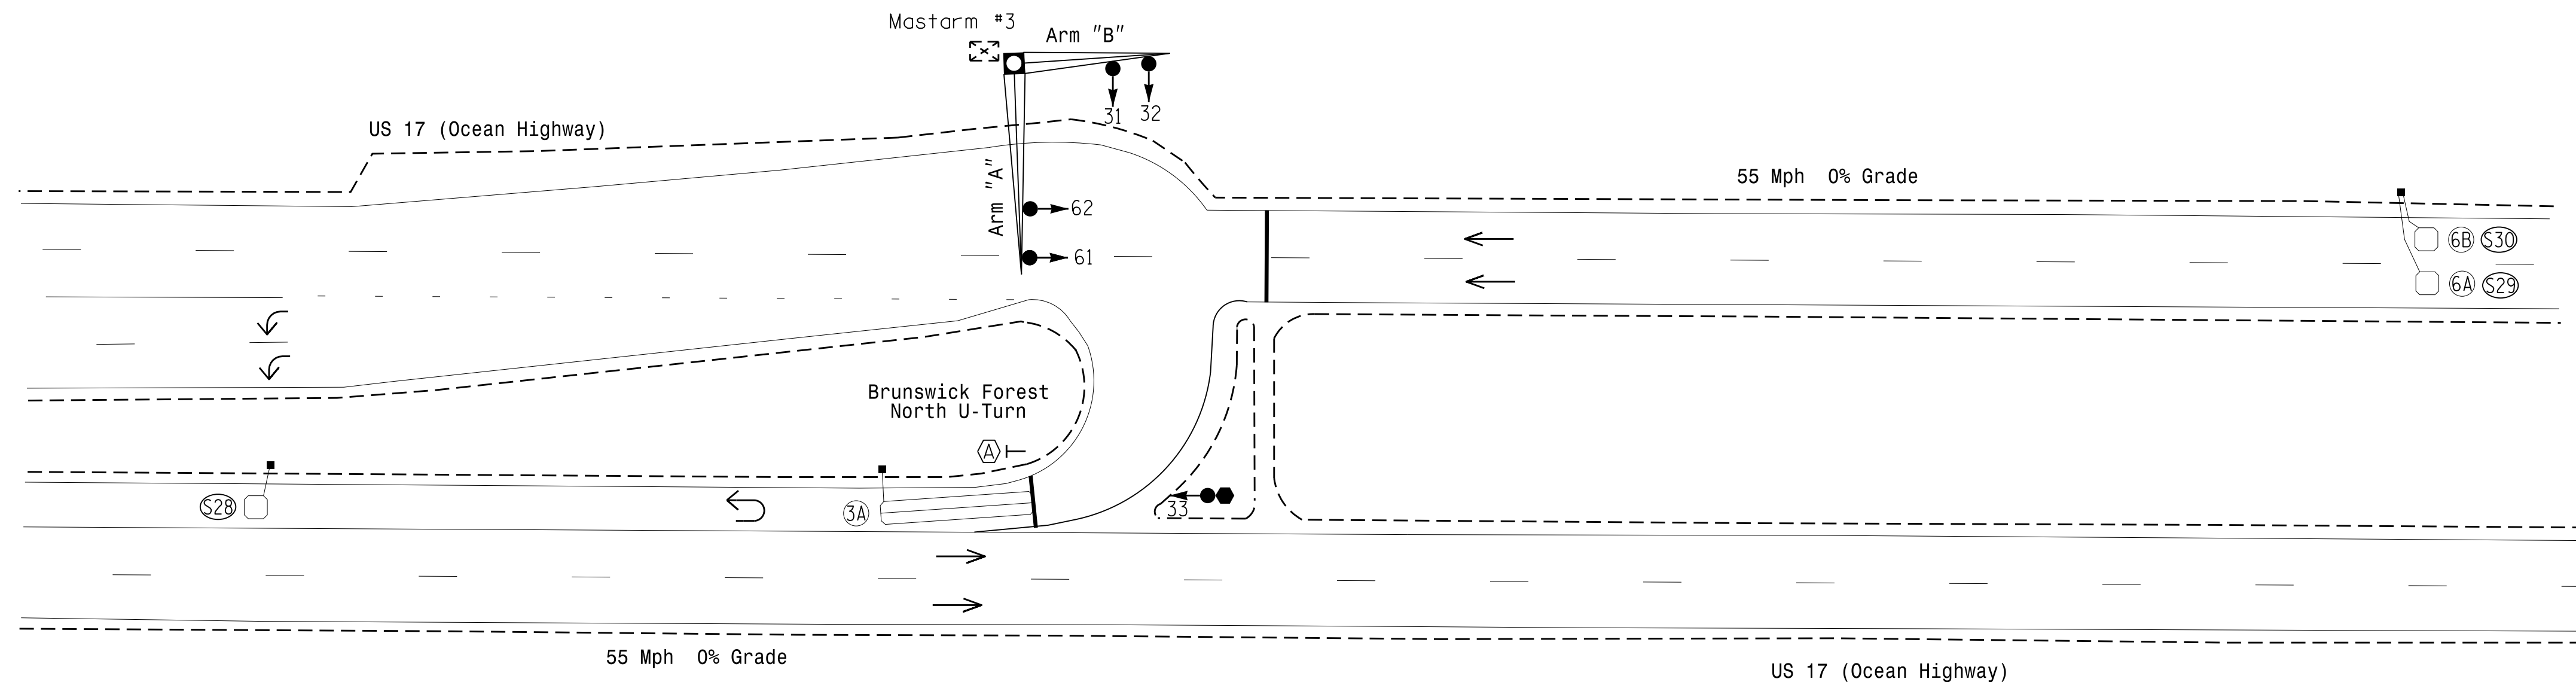 Mastarm #3
Arm "B"
31
32
US 17 (Ocean Highway)
Arm "A"
62
61
55 Mph 0% Grade
6B S30
6A S29
Brunswick Forest
North U-Turn
A
S28
3A
33
55 Mph 0% Grade
US 17 (Ocean Highway)